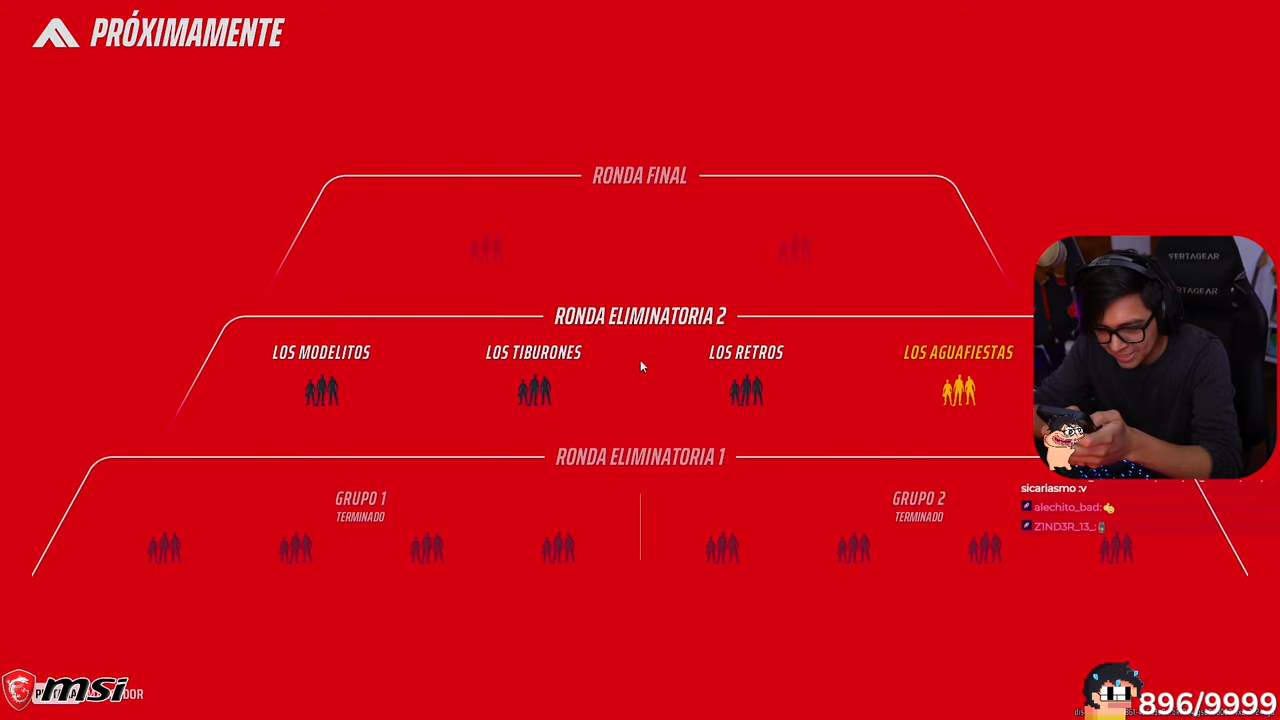 PRÓXIMAMENTE
RONDA FINAL
RONDA ELIMINATORIA 2
LOS MODELITOS
LOS TIBURONES
LOS RETROS
LOS AGUAFIESTAS
RONDA ELIMINATORIA 1
GRUPO 1
TERMINADO
GRUPO 2
TERMINADO
sicariasmo :v
alechito_bad:
Z1ND3R_13_:
msi
896/9999